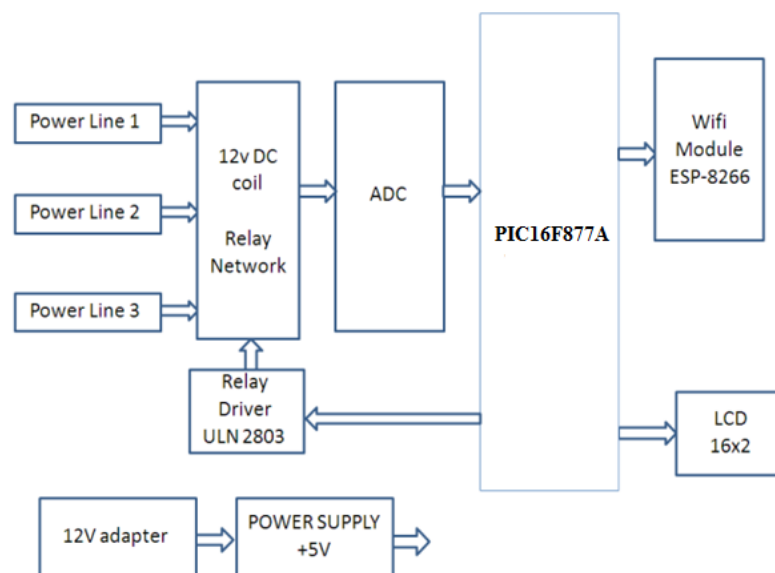 Power Line 1
Power Line 2
Power Line 3
12v DC
coil
Relay
Network
ADC
PIC16F877A
Wifi
Module
ESP-8266
Relay
Driver
ULN 2803
LCD
16x2
12V adapter
POWER SUPPLY
+5V